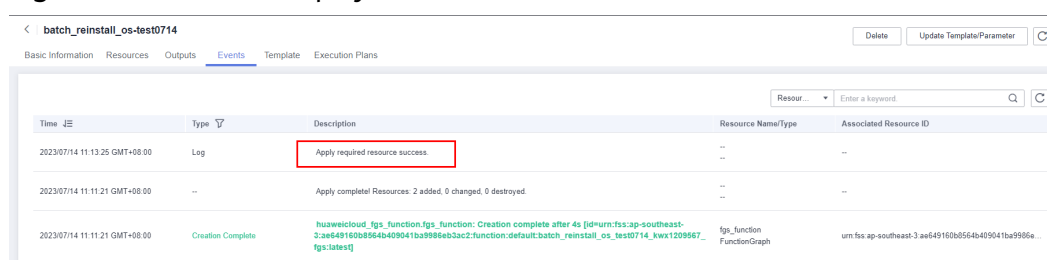 batch_reinstall_os-test0714
Delete
Update Template/Parameter
Basic Information Resources Outputs Events Template Execution Plans
Resour...
Enter a keyword.
Time Type Description Resource Name/Type Associated Resource ID
2023/07/14 11:13:25 GMT+08:00 Log Apply required resource success. -- --
--
2023/07/14 11:11:21 GMT+08:00 -- Apply complete! Resources: 2 added, 0 changed, 0 destroyed. -- --
--
huaweicloud_fgs_function.fgs_function: Creation complete after 4s [id=urn:fss:ap-southeast-
2023/07/14 11:11:21 GMT+08:00 Creation Complete 3:ae649160b8564b409041ba9986eb3ac2:function:default:batch_reinstall_os_test0714_kwx1209567_ fgs_function urn:fss:ap-southeast-3:ae649160b8564b409041ba9986e...
fgs:latest] FunctionGraph